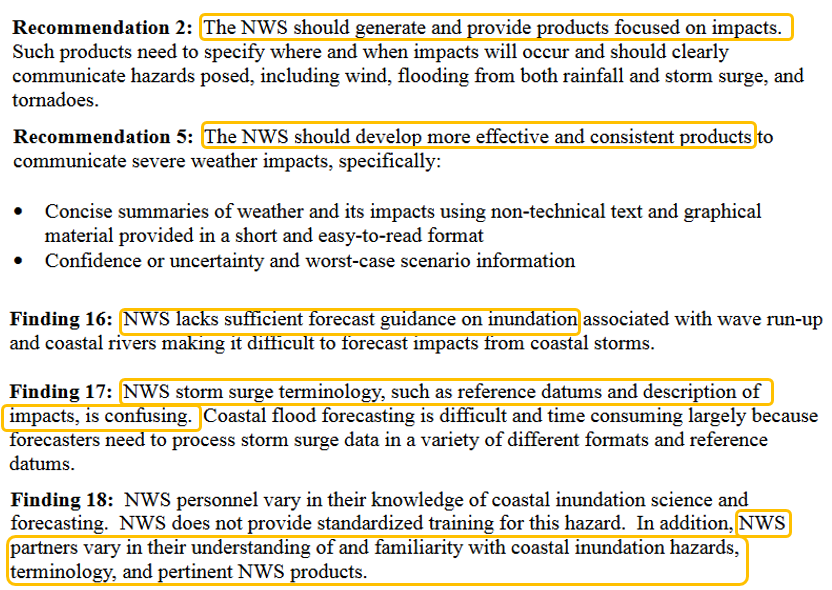 Recommendation 2: The NWS should generate and provide products focused on impacts.
Such products need to specify where and when impacts will occur and should clearly
communicate hazards posed, including wind, flooding from both rainfall and storm surge, and
tornadoes.
Recommendation 5: The NWS should develop more effective and consistent products to
communicate severe weather impacts, specifically:
• Concise summaries of weather and its impacts using non-technical text and graphical
material provided in a short and easy-to-read format
• Confidence or uncertainty and worst-case scenario information
Finding 16: NWS lacks sufficient forecast guidance on inundation associated with wave run-up
and coastal rivers making it difficult to forecast impacts from coastal storms.
Finding 17: NWS storm surge terminology, such as reference datums and description of
impacts, is confusing. Coastal flood forecasting is difficult and time consuming largely because
forecasters need to process storm surge data in a variety of different formats and reference
datums.
Finding 18: NWS personnel vary in their knowledge of coastal inundation science and
forecasting. NWS does not provide standardized training for this hazard. In addition, NWS
partners vary in their understanding of and familiarity with coastal inundation hazards,
terminology, and pertinent NWS products.